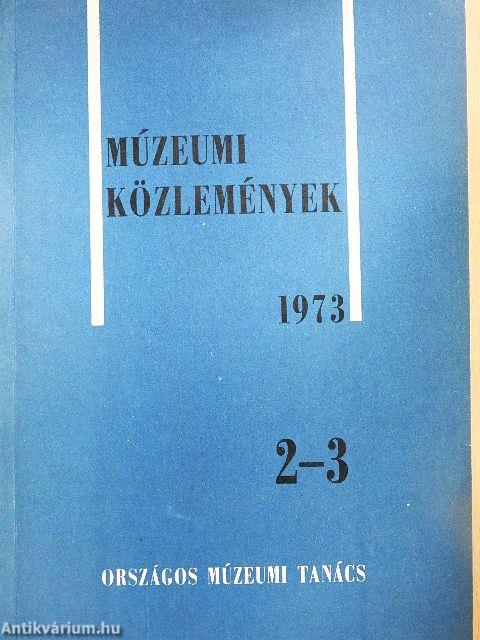 MÚZEUMI
KÖZLEMÉNYEK
1973
2–3
ORSZÁGOS MÚZEUMI TANÁCS
Antikvárium.hu